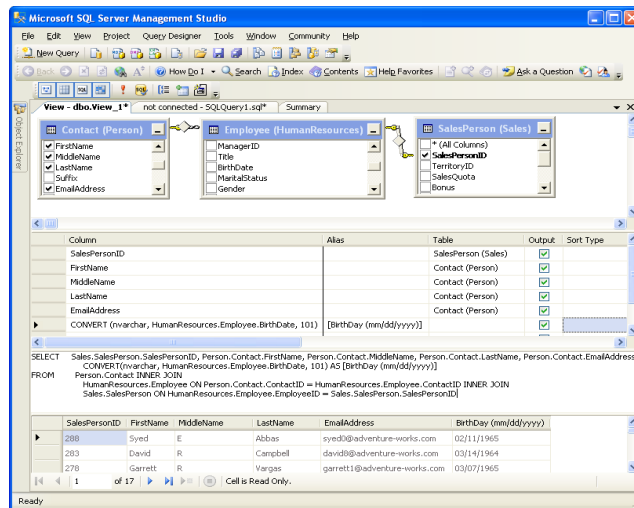 Microsoft SQL Server Management Studio
File Edit View Project Query Designer Tools Window Community Help
New Query
Back How Do I Search Index Contents Help Favorites Ask a Question
View - dbo.View_1* not connected - SQLQuery1.sql* Summary
Object Explorer
Contact (Person)
FirstName
MiddleName
LastName
Suffix
EmailAddress
Employee (HumanResources)
ManagerID
Title
BirthDate
MaritalStatus
Gender
SalesPerson (Sales)
* (All Columns)
SalesPersonID
TerritoryID
SalesQuota
Bonus
Column Alias Table Output Sort Type
SalesPersonID SalesPerson (Sales)
FirstName Contact (Person)
MiddleName Contact (Person)
LastName Contact (Person)
EmailAddress Contact (Person)
CONVERT (nvarchar, HumanResources.Employee.BirthDate, 101) [BirthDay (mm/dd/yyyy)]
SELECT Sales.SalesPerson.SalesPersonID, Person.Contact.FirstName, Person.Contact.MiddleName, Person.Contact.LastName, Person.Contact.EmailAddress
CONVERT(nvarchar, HumanResources.Employee.BirthDate, 101) AS [BirthDay (mm/dd/yyyy)]
FROM Person.Contact INNER JOIN
HumanResources.Employee ON Person.Contact.ContactID = HumanResources.Employee.ContactID INNER JOIN
Sales.SalesPerson ON HumanResources.Employee.EmployeeID = Sales.SalesPerson.SalesPersonID
SalesPersonID FirstName MiddleName LastName EmailAddress BirthDay (mm/dd/yyyy)
288 Syed E Abbas syed0@adventure-works.com 02/11/1965
283 David R Campbell david8@adventure-works.com 03/14/1964
278 Garrett R Vargas garrett1@adventure-works.com 03/07/1965
1 of 17 Cell is Read Only.
Ready